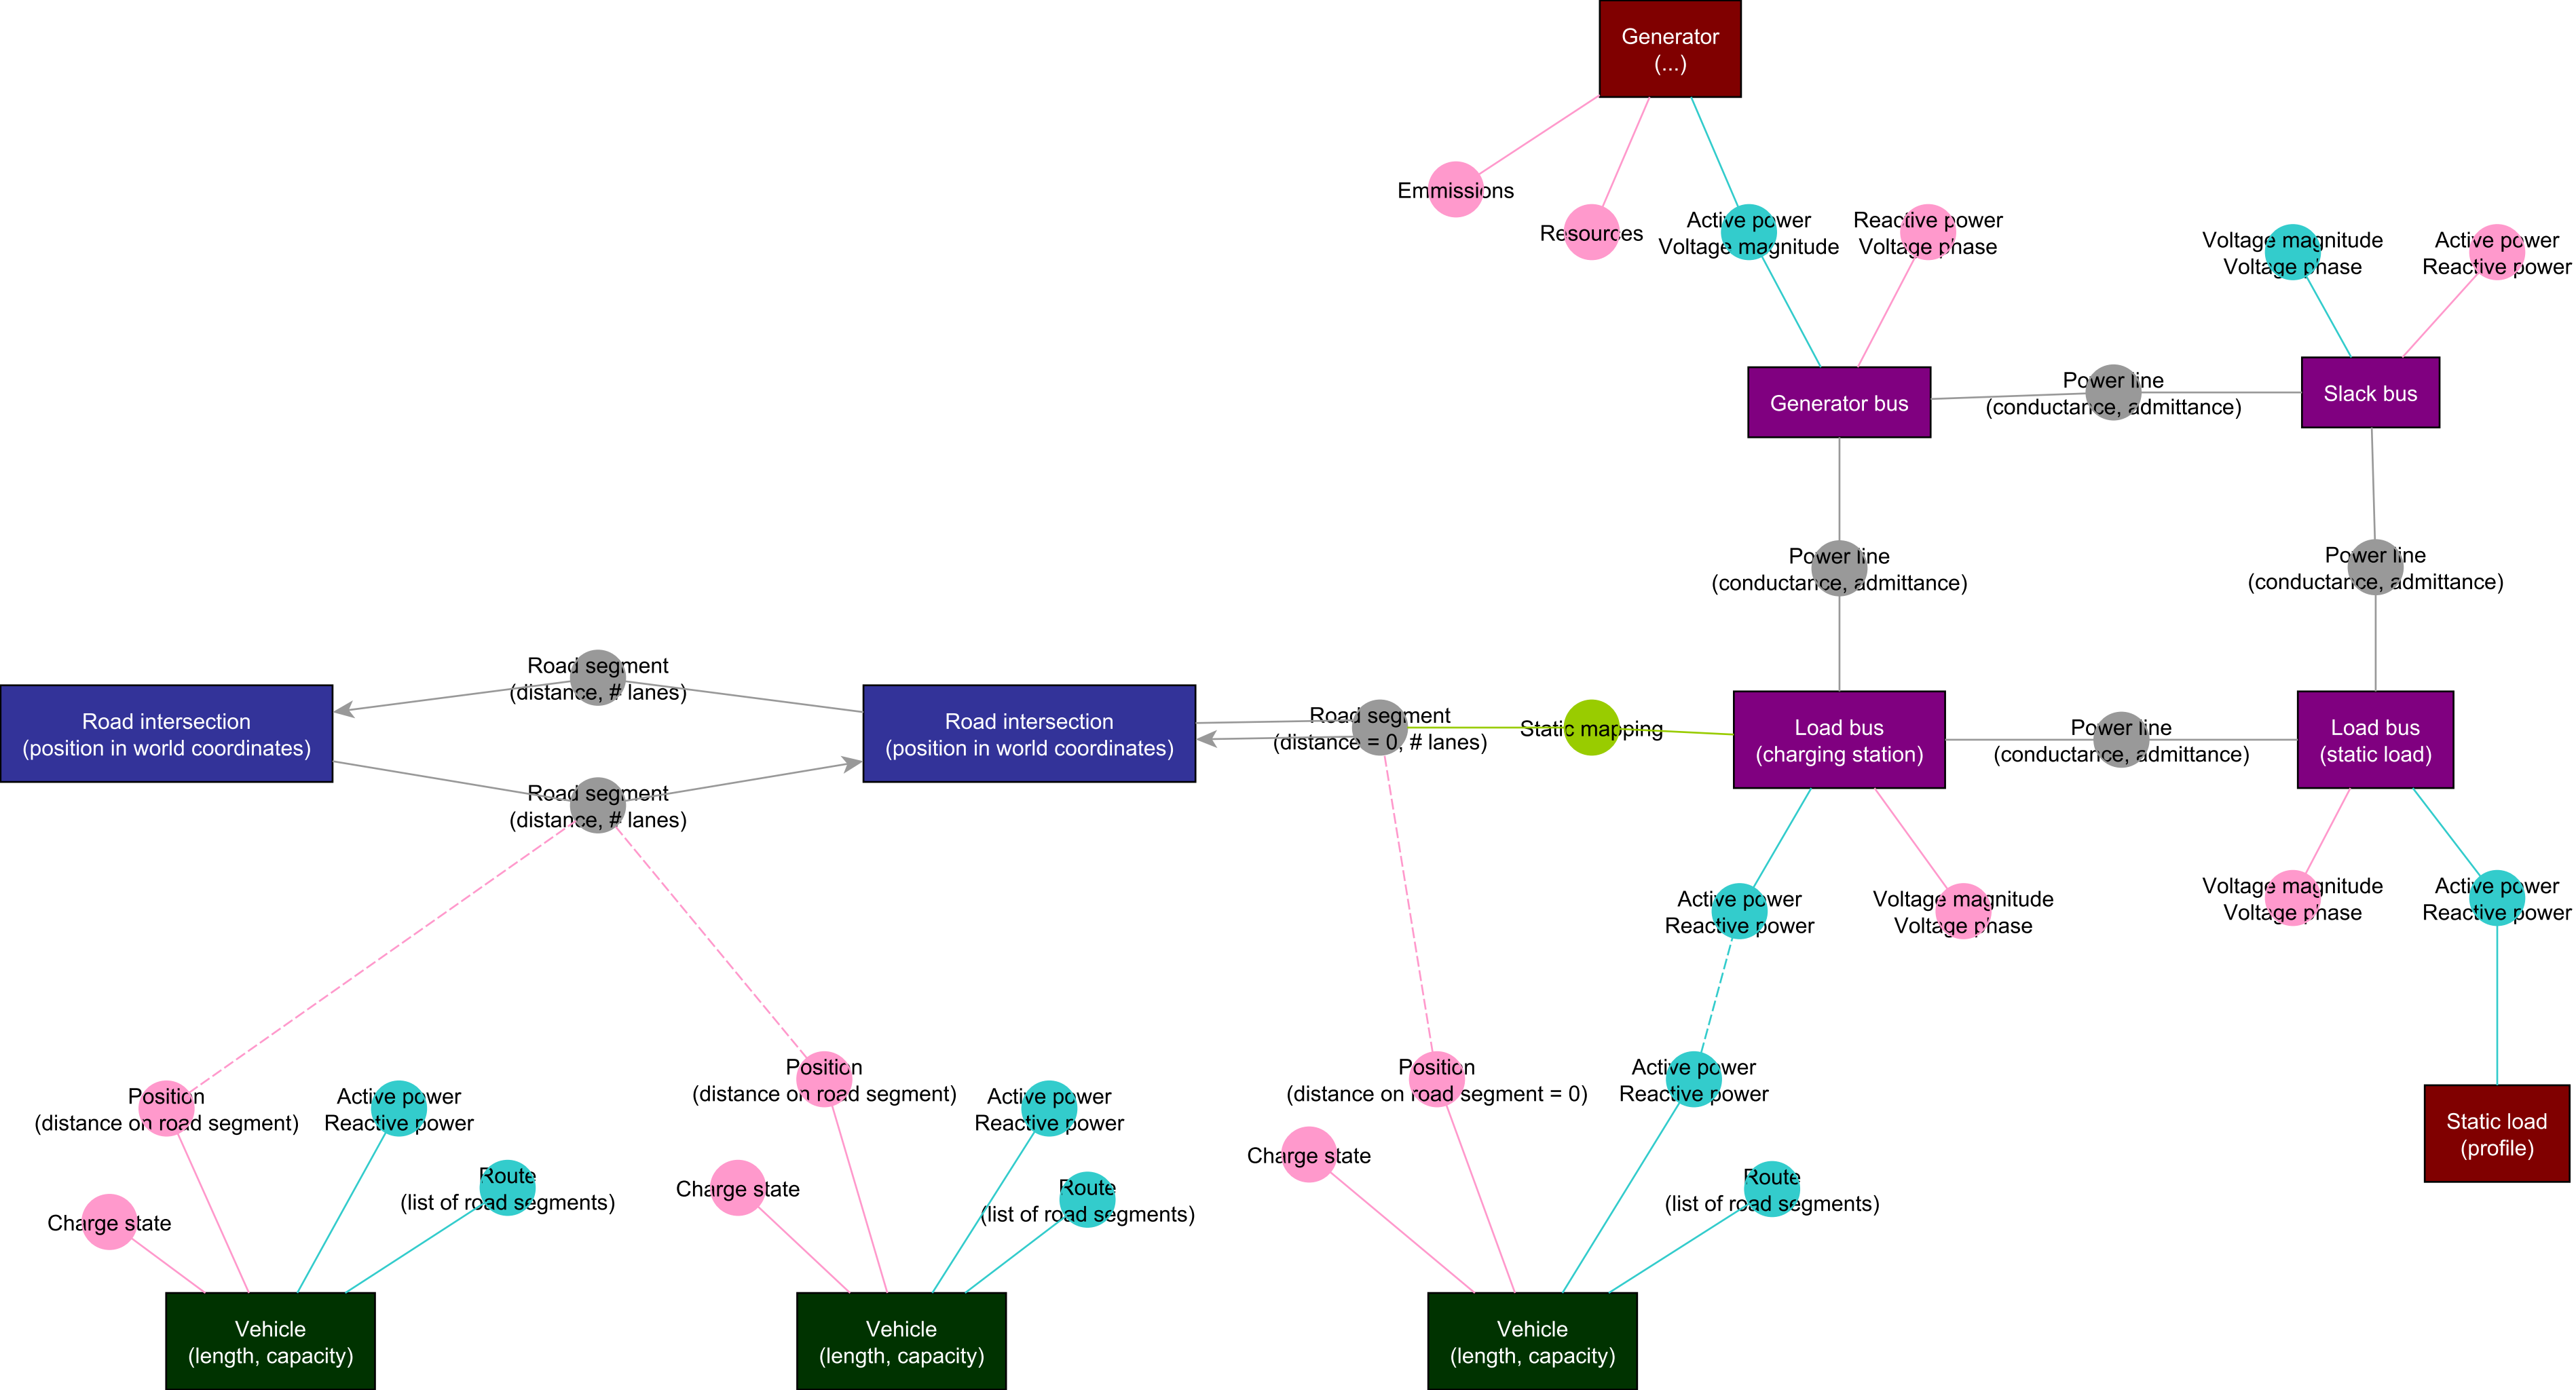 Generator
(...)
Emmissions
Resources
Active power
Voltage magnitude
Reactive power
Voltage phase
Voltage magnitude
Voltage phase
Active power
Reactive power
Generator bus
Power line
(conductance, admittance)
Slack bus
Power line
(conductance, admittance)
Power line
(conductance, admittance)
Road segment
(distance, # lanes)
Road intersection
(position in world coordinates)
Road intersection
(position in world coordinates)
Road segment
(distance = 0, # lanes)
Static mapping
Load bus
(charging station)
Power line
(conductance, admittance)
Load bus
(static load)
Road segment
(distance, # lanes)
Active power
Reactive power
Voltage magnitude
Voltage phase
Voltage magnitude
Voltage phase
Active power
Reactive power
Position
(distance on road segment)
Active power
Reactive power
Position
(distance on road segment)
Active power
Reactive power
Position
(distance on road segment = 0)
Active power
Reactive power
Static load
(profile)
Charge state
Route
(list of road segments)
Charge state
Route
(list of road segments)
Charge state
Route
(list of road segments)
Vehicle
(length, capacity)
Vehicle
(length, capacity)
Vehicle
(length, capacity)